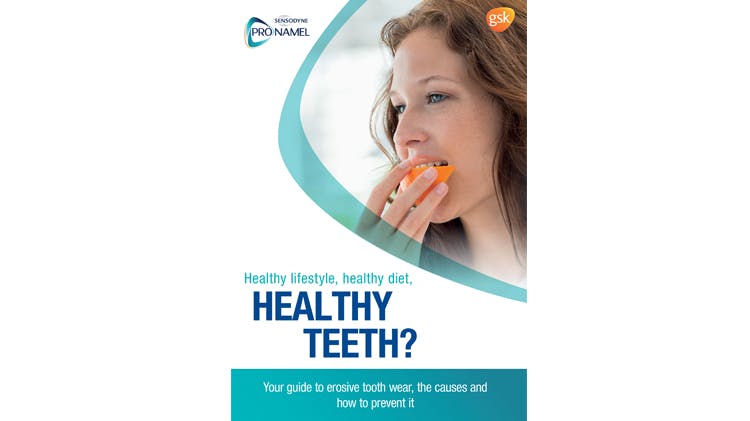 SENSODYNE
PRONAMEL
gsk
Healthy lifestyle, healthy diet,
HEALTHY
TEETH?
Your guide to erosive tooth wear, the causes and
how to prevent it